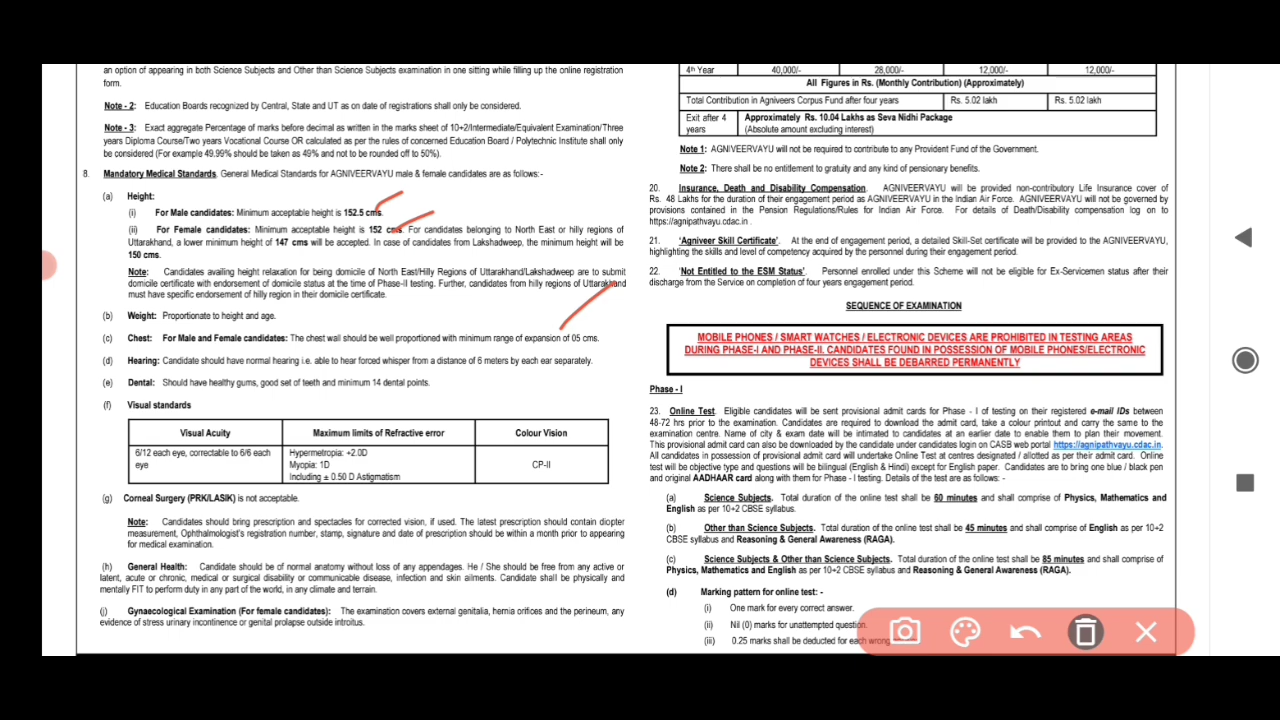 an option of appearing in both Science Subjects and Other than Science Subjects examination in one sitting while filling up the online registration
form.
Note - 2: Education Boards recognized by Central, State and UT as on date of registrations shall only be considered.
Note - 3: Exact aggregate Percentage of marks before decimal as written in the marks sheet of 10+2/Intermediate/Equivalent Examination/Three
years Diploma Course/Two years Vocational Course OR calculated as per the rules of concerned Education Board / Polytechnic Institute shall only
be considered (For example 49.99% should be taken as 49% and not to be rounded off to 50%).
8. Mandatory Medical Standards. General Medical Standards for AGNIVEERVAYU male & female candidates are as follows:-
(a) Height:
(i) For Male candidates: Minimum acceptable height is 152.5 cms.
(ii) For Female candidates: Minimum acceptable height is 152 cms. For candidates belonging to North East or hilly regions of
Uttarakhand, a lower minimum height of 147 cms will be accepted. In case of candidates from Lakshadweep, the minimum height will be
150 cms.
Note: Candidates availing height relaxation for being domicile of North East/Hilly Regions of Uttarakhand/Lakshadweep are to submit
domicile certificate with endorsement of domicile status at the time of Phase-II testing. Further, candidates from hilly regions of Uttarakhand
must have specific endorsement of hilly region in their domicile certificate.
(b) Weight: Proportionate to height and age.
(c) Chest: For Male and Female candidates: The chest wall should be well proportioned with minimum range of expansion of 05 cms.
(d) Hearing: Candidate should have normal hearing i.e. able to hear forced whisper from a distance of 6 meters by each ear separately.
(e) Dental: Should have healthy gums, good set of teeth and minimum 14 dental points.
(f) Visual standards
Visual Acuity Maximum limits of Refractive error Colour Vision
6/12 each eye, correctable to 6/6 each
eye
Hypermetropia: +2.0D
Myopia: 1D
Including ± 0.50 D Astigmatism
CP-II
(g) Corneal Surgery (PRK/LASIK) is not acceptable.
Note: Candidates should bring prescription and spectacles for corrected vision, if used. The latest prescription should contain diopter
measurement, Ophthalmologist's registration number, stamp, signature and date of prescription should be within a month prior to appearing
for medical examination.
(h) General Health: Candidate should be of normal anatomy without loss of any appendages. He / She should be free from any active or
latent, acute or chronic, medical or surgical disability or communicable disease, infection and skin ailments. Candidate shall be physically and
mentally FIT to perform duty in any part of the world, in any climate and terrain.
(j) Gynaecological Examination (For female candidates): The examination covers external genitalia, hernia orifices and the perineum, any
evidence of stress urinary incontinence or genital prolapse outside introitus.
4th Year 40,000/- 28,000/- 12,000/- 12,000/-
All Figures in Rs. (Monthly Contribution) (Approximately)
Total Contribution in Agniveers Corpus Fund after four years Rs. 5.02 lakh Rs. 5.02 lakh
Exit after 4
years
Approximately Rs. 10.04 Lakhs as Seva Nidhi Package
(Absolute amount excluding interest)
Note 1: AGNIVEERVAYU will not be required to contribute to any Provident Fund of the Government.
Note 2: There shall be no entitlement to gratuity and any kind of pensionary benefits.
20. Insurance, Death and Disability Compensation. AGNIVEERVAYU will be provided non-contributory Life Insurance cover of
Rs. 48 Lakhs for the duration of their engagement period as AGNIVEERVAYU in the Indian Air Force. AGNIVEERVAYU will not be governed by
provisions contained in the Pension Regulations/Rules for Indian Air Force. For details of Death/Disability compensation log on to
https://agnipathvayu.cdac.in .
21. 'Agniveer Skill Certificate'. At the end of engagement period, a detailed Skill-Set certificate will be provided to the AGNIVEERVAYU,
highlighting the skills and level of competency acquired by the personnel during their engagement period.
22. 'Not Entitled to the ESM Status'. Personnel enrolled under this Scheme will not be eligible for Ex-Servicemen status after their
discharge from the Service on completion of four years engagement period.
SEQUENCE OF EXAMINATION
MOBILE PHONES / SMART WATCHES / ELECTRONIC DEVICES ARE PROHIBITED IN TESTING AREAS
DURING PHASE-I AND PHASE-II. CANDIDATES FOUND IN POSSESSION OF MOBILE PHONES/ELECTRONIC
DEVICES SHALL BE DEBARRED PERMANENTLY
Phase - I
23. Online Test. Eligible candidates will be sent provisional admit cards for Phase - I of testing on their registered e-mail IDs between
48-72 hrs prior to the examination. Candidates are required to download the admit card, take a colour printout and carry the same to the
examination centre. Name of city & exam date will be intimated to candidates at an earlier date to enable them to plan their movement.
This provisional admit card can also be downloaded by the candidate under candidates login on CASB web portal https://agnipathvayu.cdac.in.
All candidates in possession of provisional admit card will undertake Online Test at centres designated / allotted as per their admit card. Online
test will be objective type and questions will be bilingual (English & Hindi) except for English paper. Candidates are to bring one blue / black pen
and original AADHAAR card along with them for Phase - I testing. Details of the test are as follows: -
(a) Science Subjects. Total duration of the online test shall be 60 minutes and shall comprise of Physics, Mathematics and
English as per 10+2 CBSE syllabus.
(b) Other than Science Subjects. Total duration of the online test shall be 45 minutes and shall comprise of English as per 10+2
CBSE syllabus and Reasoning & General Awareness (RAGA).
(c) Science Subjects & Other than Science Subjects. Total duration of the online test shall be 85 minutes and shall comprise of
Physics, Mathematics and English as per 10+2 CBSE syllabus and Reasoning & General Awareness (RAGA).
(d) Marking pattern for online test: -
(i) One mark for every correct answer.
(ii) Nil (0) marks for unattempted question.
(iii) 0.25 marks shall be deducted for each wrong